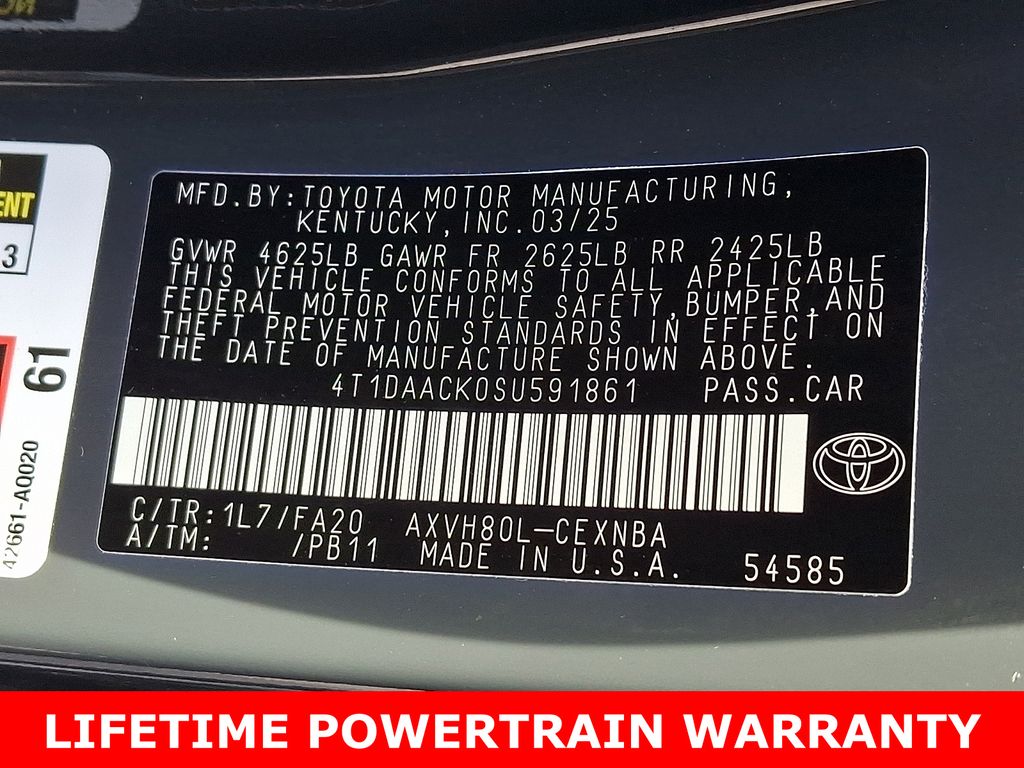 MFD.BY:TOYOTA MOTOR MANUFACTURING,
KENTUCKY,INC.03/25
GVWR 4625LB GAWR FR 2625LB RR 2425LB
THIS VEHICLE CONFORMS TO ALL APPLICABLE
FEDERAL MOTOR VEHICLE SAFETY,BUMPER,AND
THEFT PREVENTION STANDARDS IN EFFECT ON
THE DATE OF MANUFACTURE SHOWN ABOVE.
4T1DAACK0SU591861 PASS.CAR
C/TR:1L7/FA20 AXVH80L-CEXNBA
A/TM: /PB11 MADE IN U.S.A. 54585
3
61
42661-AQ020
LIFETIME POWERTRAIN WARRANTY